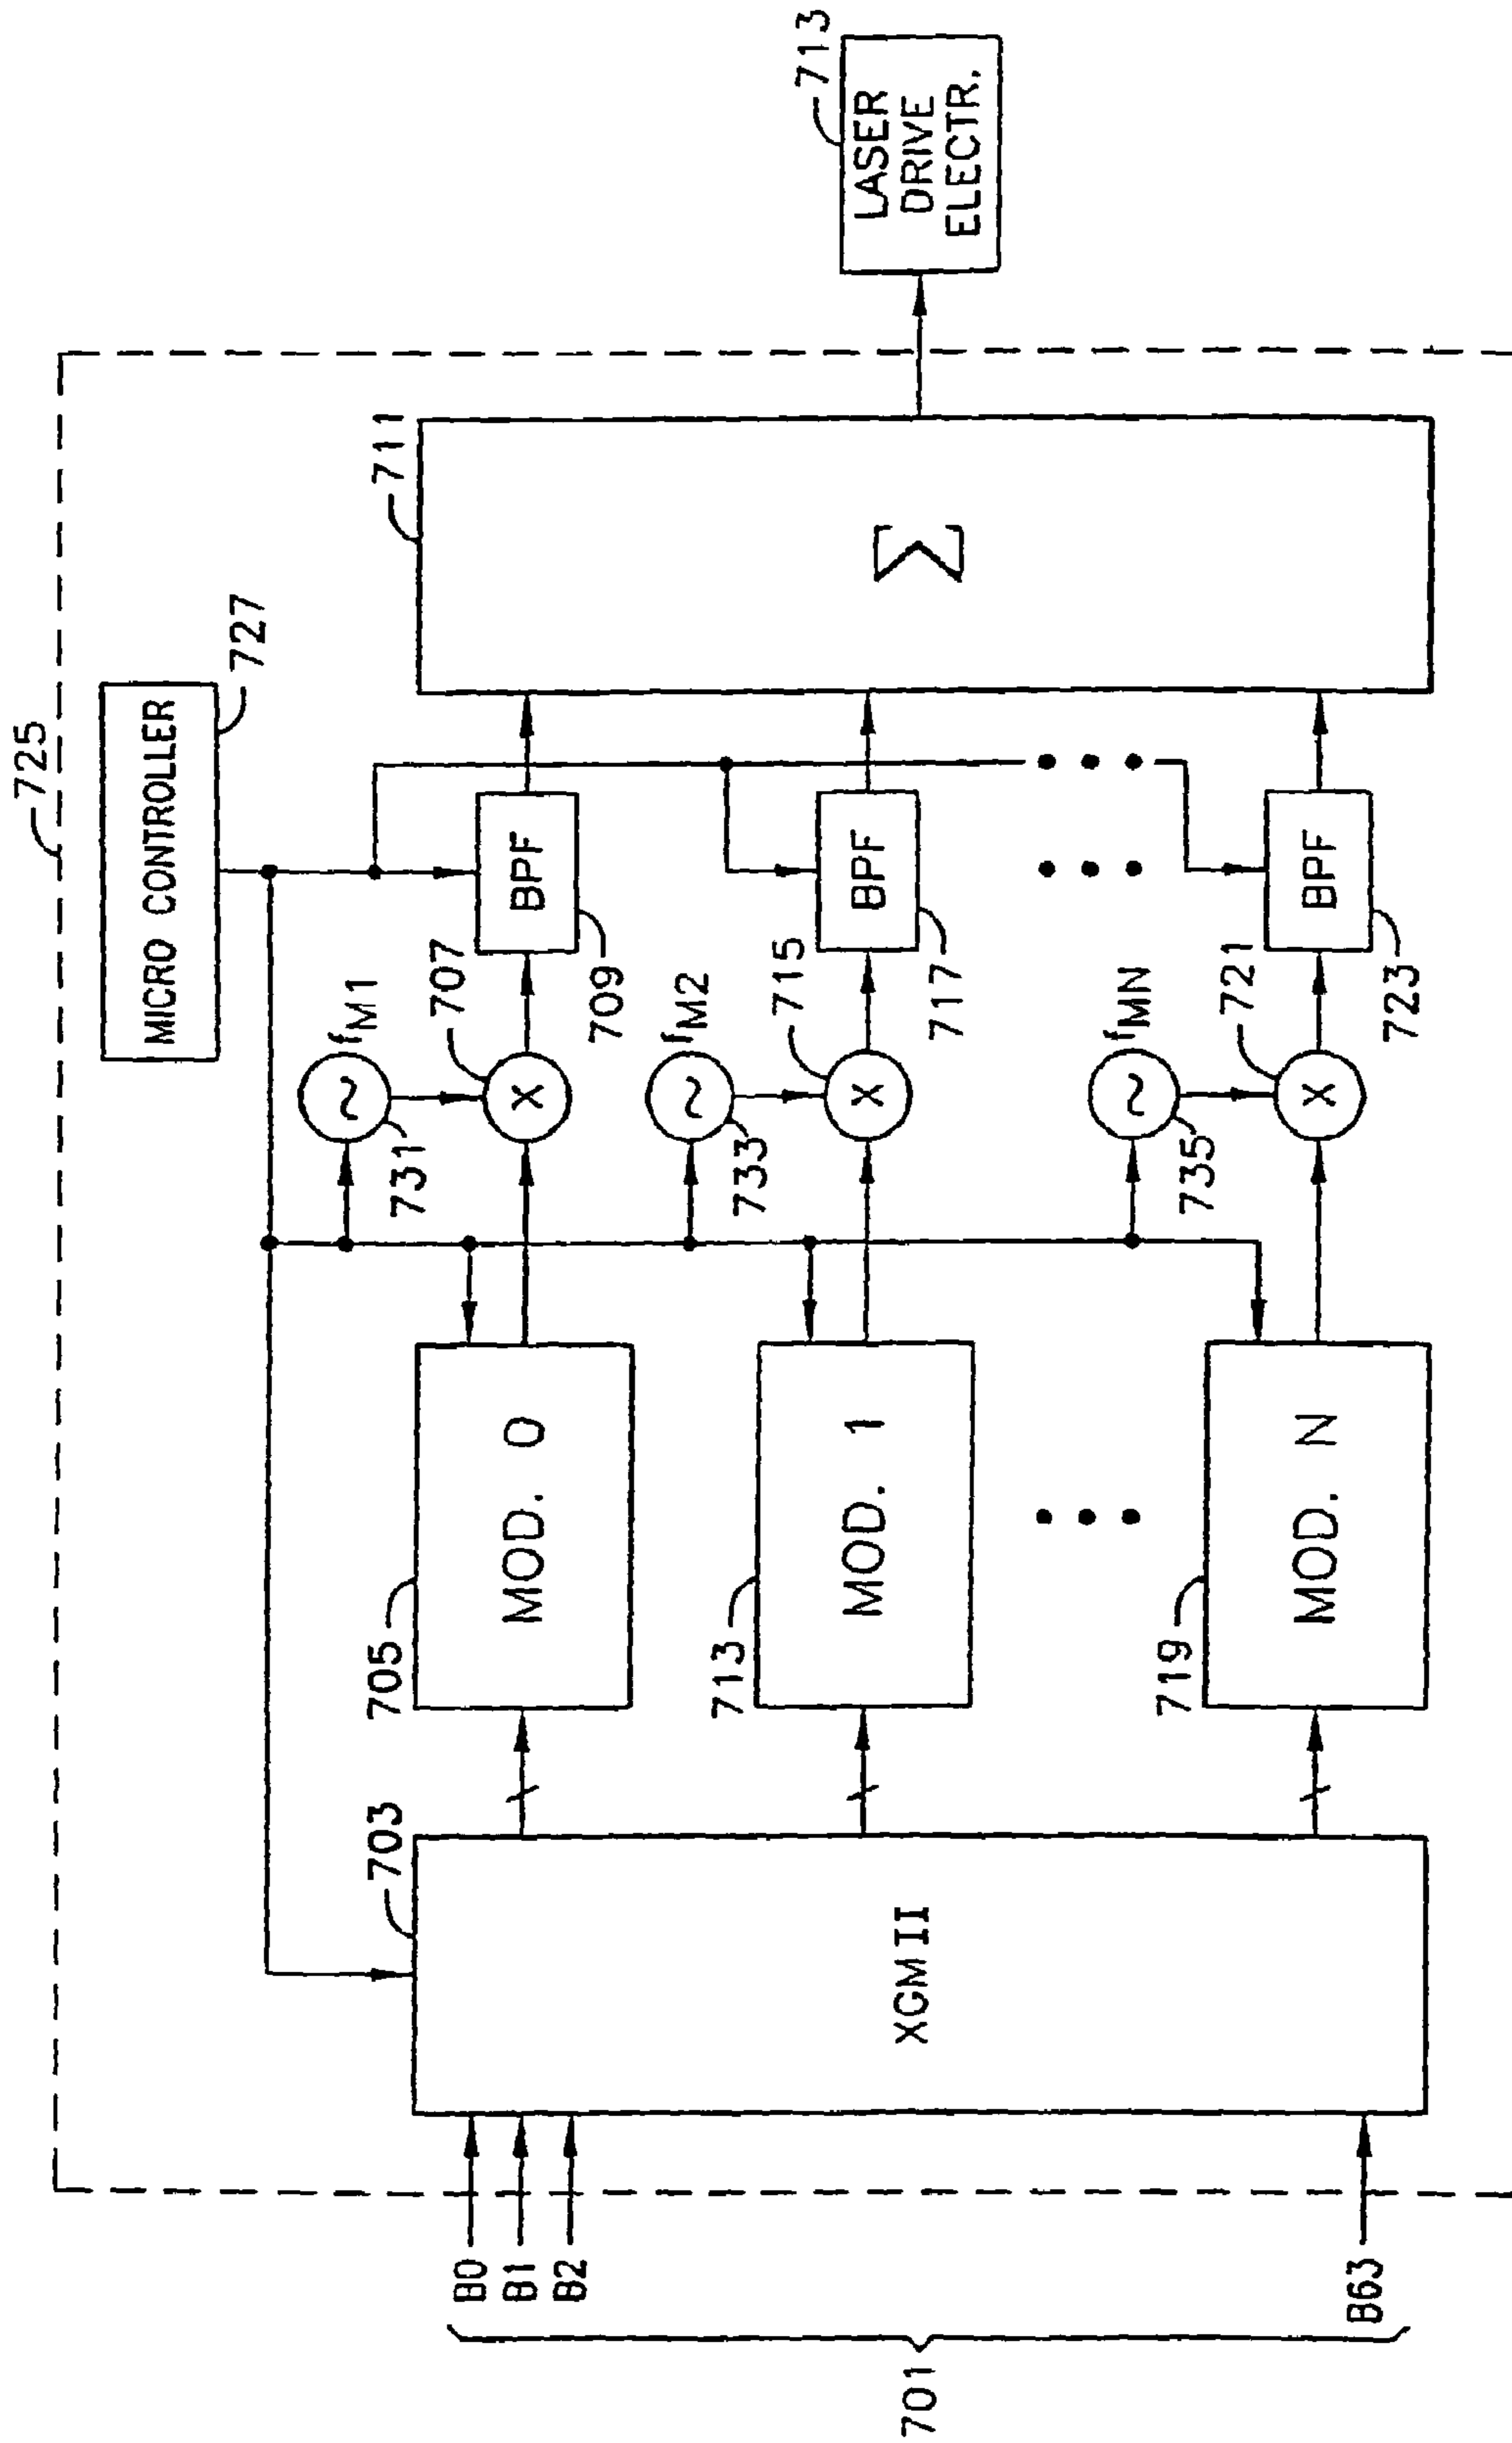 725
MICRO CONTROLLER
727
711
713
LASER
DRIVE
ELECTR.
Σ
703
XGMII
705
MOD. 0
731
~
fM1
707
X
BPF
709
713
MOD. 1
733
~
fM2
715
X
BPF
717
719
MOD. N
735
~
fMN
721
X
BPF
723
B0
B1
B2
B63
701